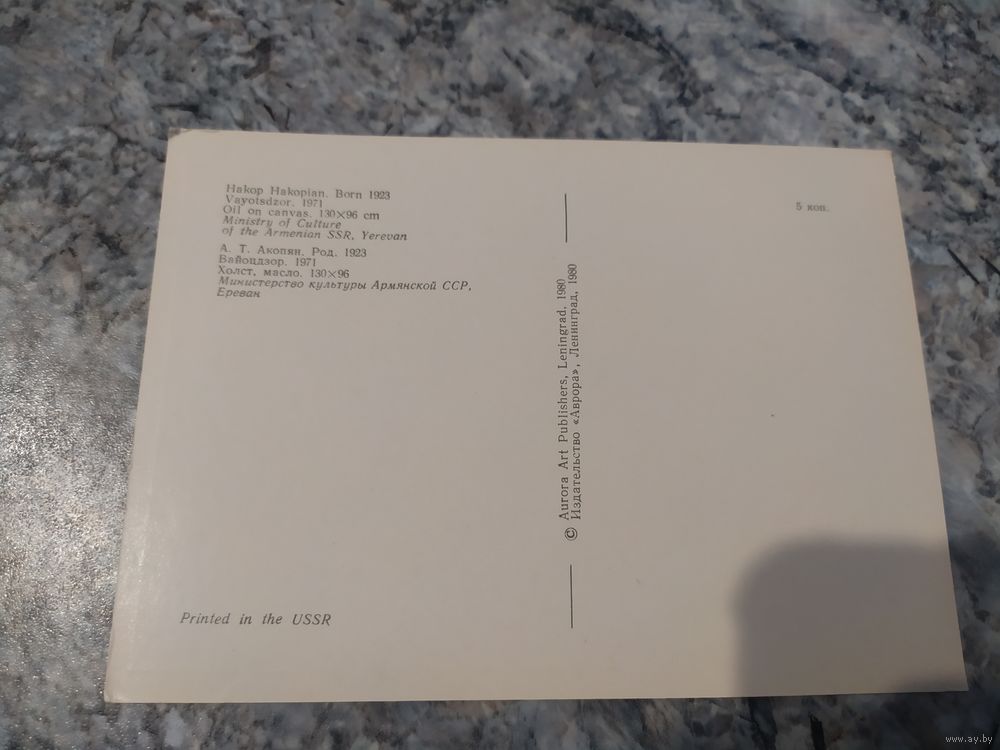 Hakop Hakopian. Born 1923
Vayotsdzor. 1971
Oil on canvas. 130×96 cm
Ministry of Culture
of the Armenian SSR, Yerevan
А. Т. Акопян. Род. 1923
Вайоцдзор. 1971
Холст, масло. 130×96
Министерство культуры Армянской ССР,
Ереван
5 коп.
© Aurora Art Publishers, Leningrad, 1980
Издательство «Аврора», Ленинград, 1980
Printed in the USSR
www.ay.by